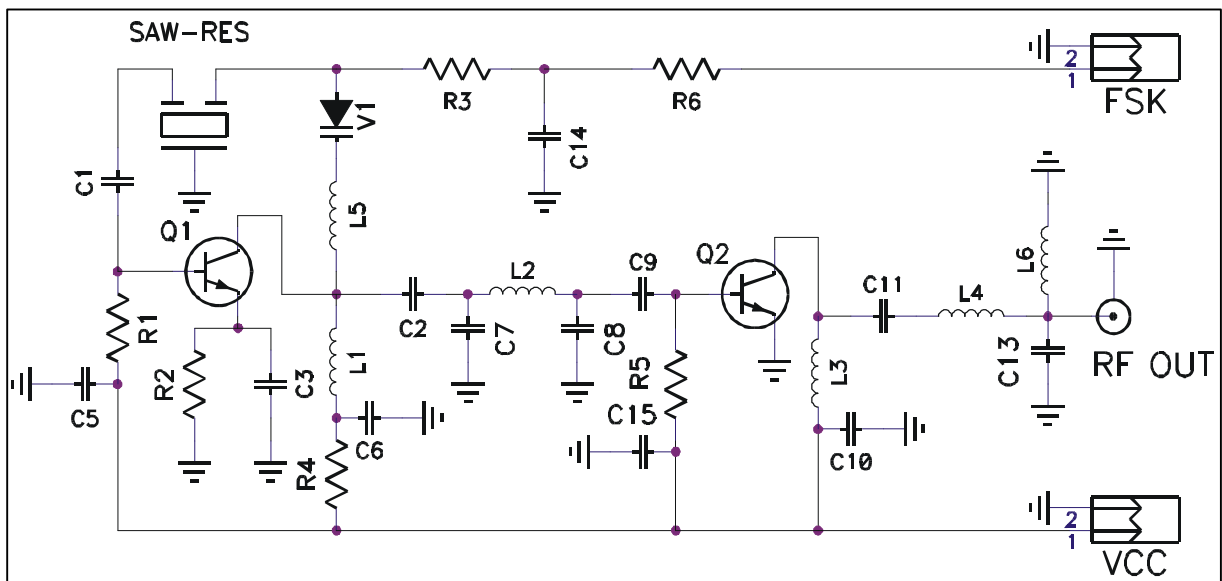 SAW-RES
R3
R6
2
1
FSK
V1
C14
C1
L5
Q1
L2
C9
Q2
C11
L4
L6
C2
C7
C8
R1
R2
C3
L1
R5
L3
C13
RF OUT
C5
C6
C15
C10
R4
2
1
VCC